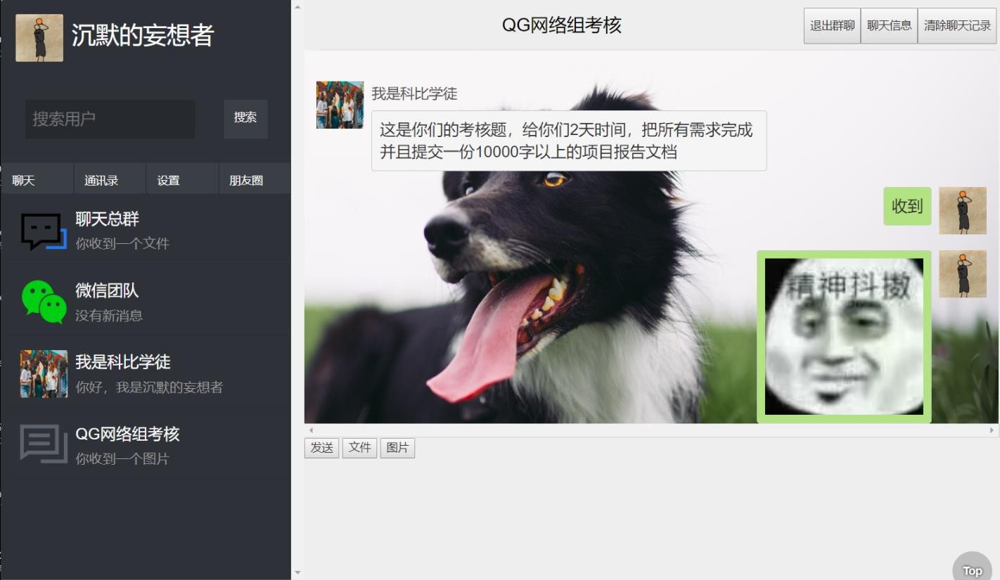 沉默的妄想者
搜索用户
搜索
聊天
通讯录
设置
朋友圈
聊天总群
你收到一个文件
微信团队
没有新消息
我是科比学徒
你好，我是沉默的妄想者
QG网络组考核
你收到一个图片
QG网络组考核
退出群聊
聊天信息
清除聊天记录
我是科比学徒
这是你们的考核题，给你们2天时间，把所有需求完成
并且提交一份10000字以上的项目报告文档
收到
精神抖擞
发送
文件
图片
Top